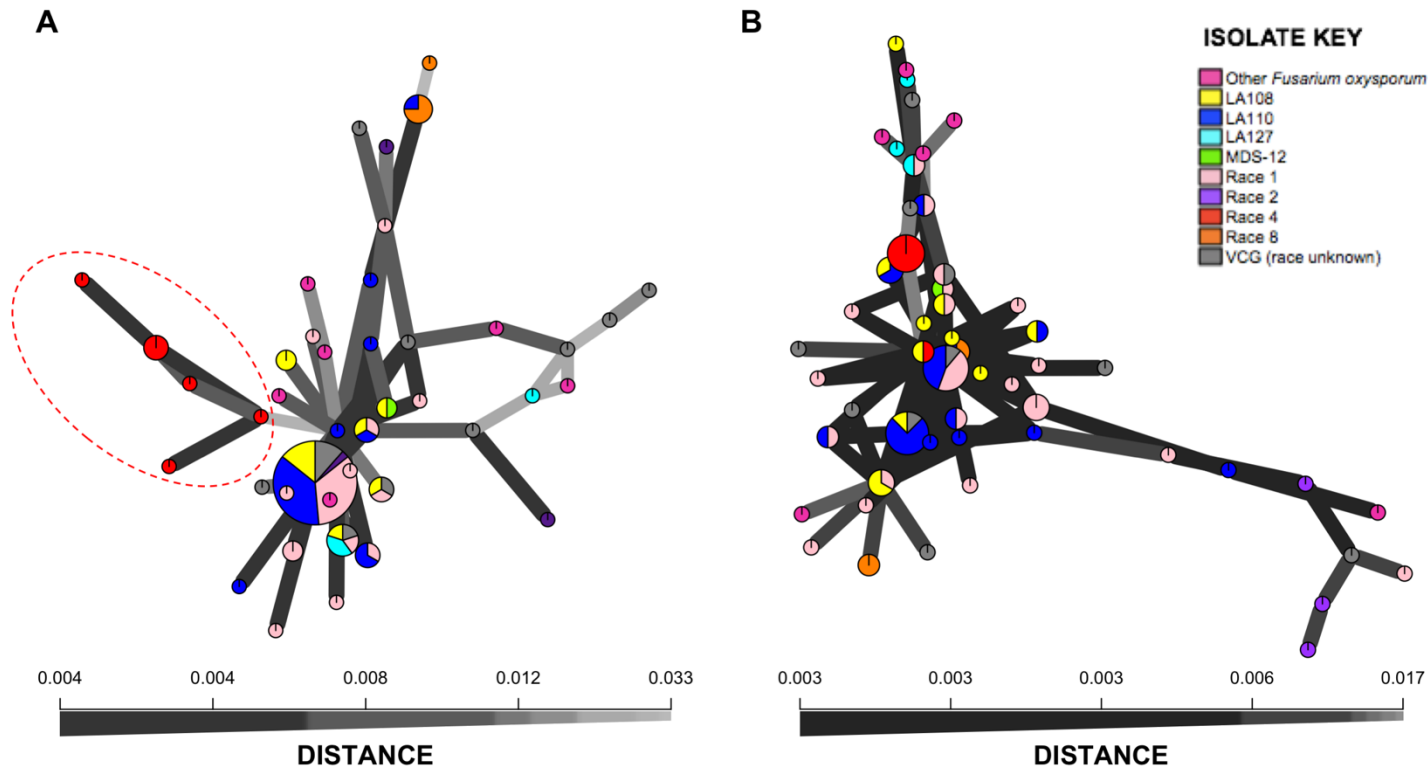 A
B
ISOLATE KEY
Other Fusarium oxysporum
LA108
LA110
LA127
MDS-12
Race 1
Race 2
Race 4
Race 8
VCG (race unknown)
0.004 0.004 0.008 0.012 0.033
DISTANCE
0.003 0.003 0.003 0.006 0.017
DISTANCE